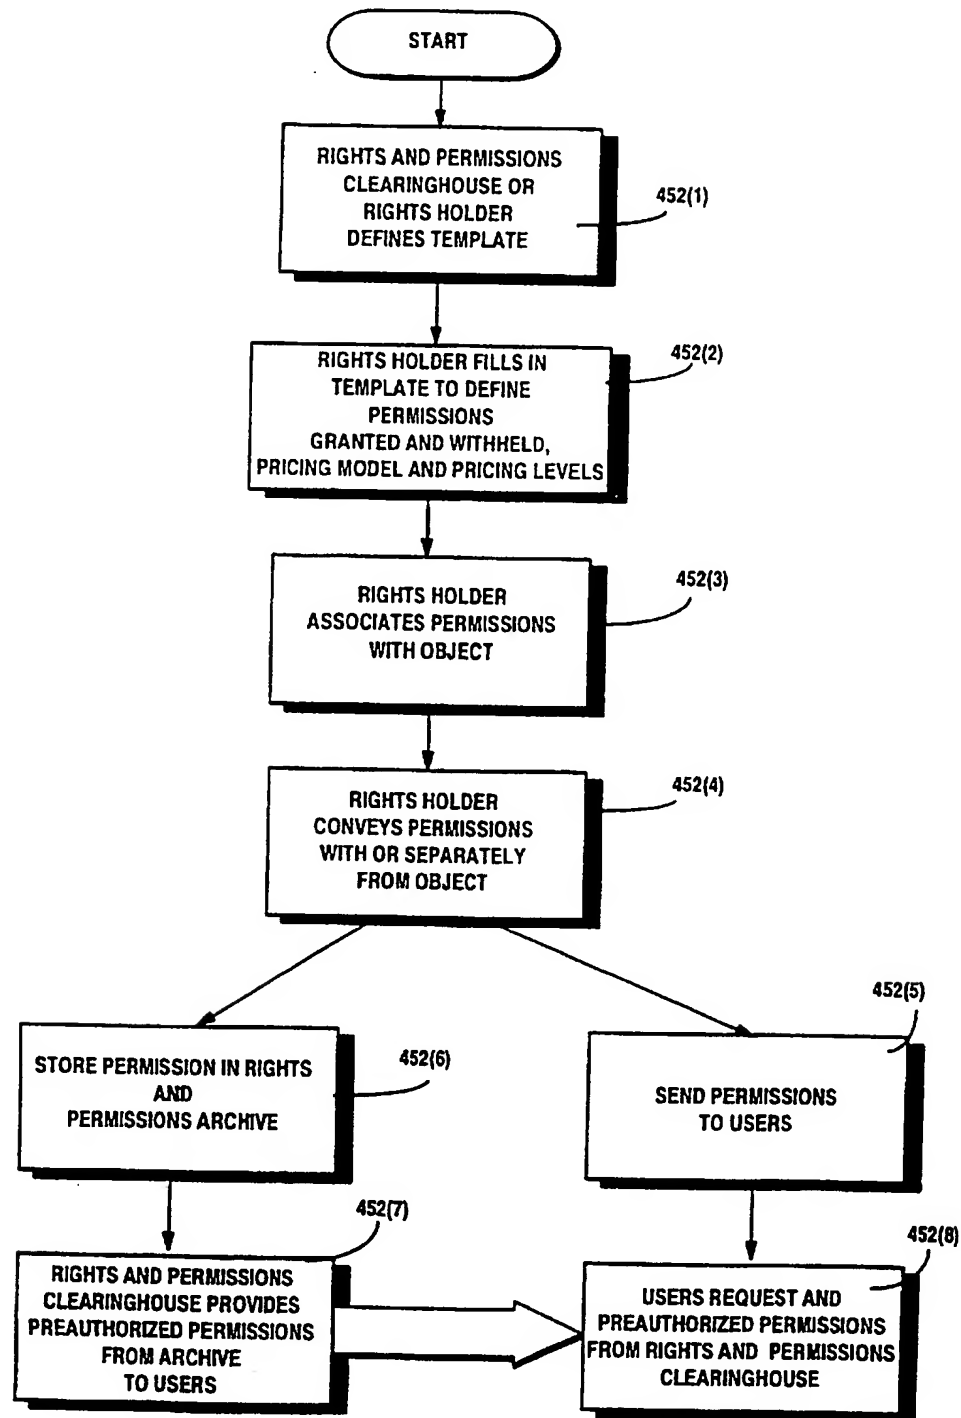 START
RIGHTS AND PERMISSIONS
CLEARINGHOUSE OR
RIGHTS HOLDER
DEFINES TEMPLATE
452(1)
RIGHTS HOLDER FILLS IN
TEMPLATE TO DEFINE
PERMISSIONS
GRANTED AND WITHHELD,
PRICING MODEL AND PRICING LEVELS
452(2)
RIGHTS HOLDER
ASSOCIATES PERMISSIONS
WITH OBJECT
452(3)
RIGHTS HOLDER
CONVEYS PERMISSIONS
WITH OR SEPARATELY
FROM OBJECT
452(4)
STORE PERMISSION IN RIGHTS
AND
PERMISSIONS ARCHIVE
452(6)
SEND PERMISSIONS
TO USERS
452(5)
RIGHTS AND PERMISSIONS
CLEARINGHOUSE PROVIDES
PREAUTHORIZED PERMISSIONS
FROM ARCHIVE
TO USERS
452(7)
USERS REQUEST AND
PREAUTHORIZED PERMISSIONS
FROM RIGHTS AND PERMISSIONS
CLEARINGHOUSE
452(8)